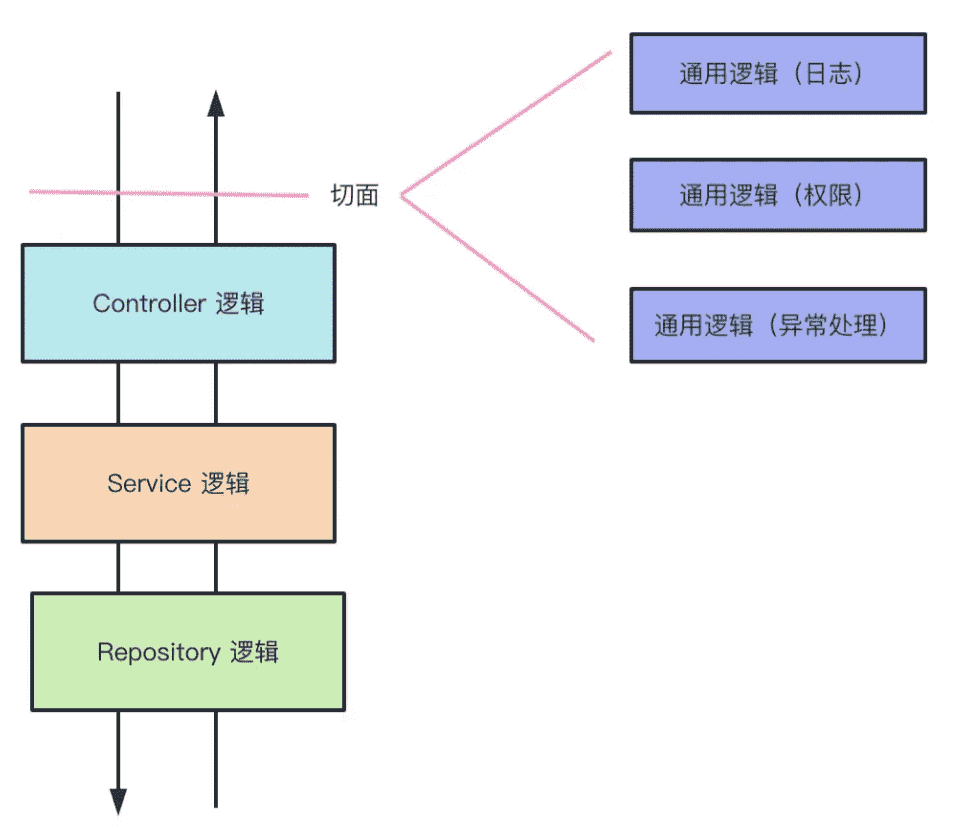 通用逻辑（日志）
切面
通用逻辑（权限）
Controller 逻辑
通用逻辑（异常处理）
Service 逻辑
Repository 逻辑